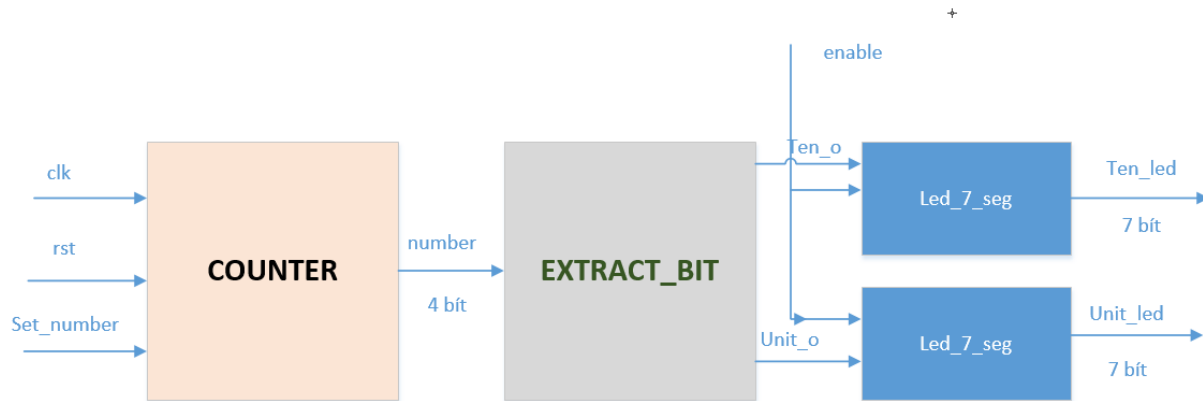 enable
clk
rst
Set_number
COUNTER
number
4 bít
EXTRACT_BIT
Ten_o
Unit_o
Led_7_seg
Ten_led
7 bít
Led_7_seg
Unit_led
7 bít